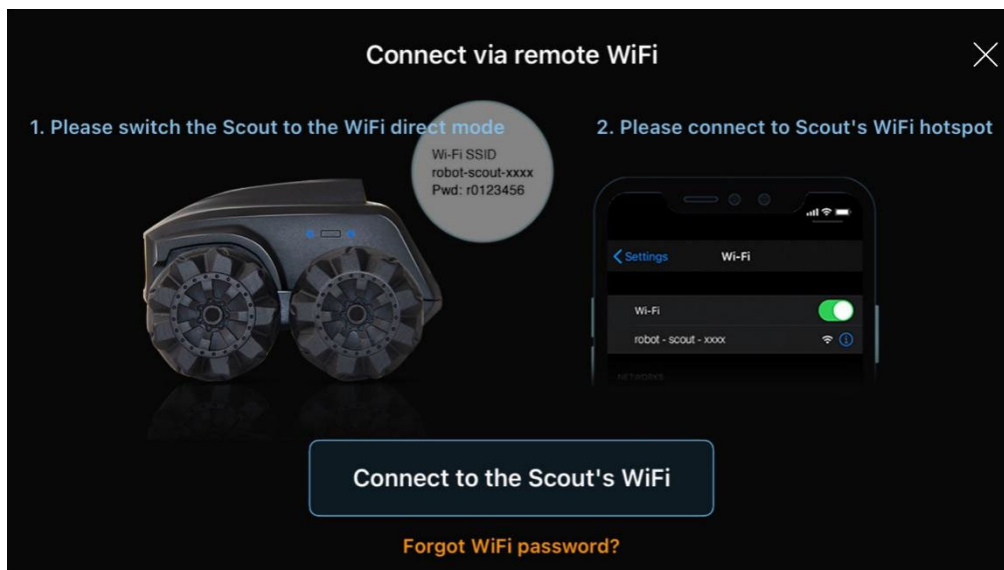 Connect via remote WiFi
1. Please switch the Scout to the WiFi direct mode
Wi-Fi SSID
robot-scout-xxxx
Pwd: r0123456
2. Please connect to Scout's WiFi hotspot
Settings
Wi-Fi
Wi-Fi
robot - scout - xxxx
NETWORKS
Connect to the Scout's WiFi
Forgot WiFi password?